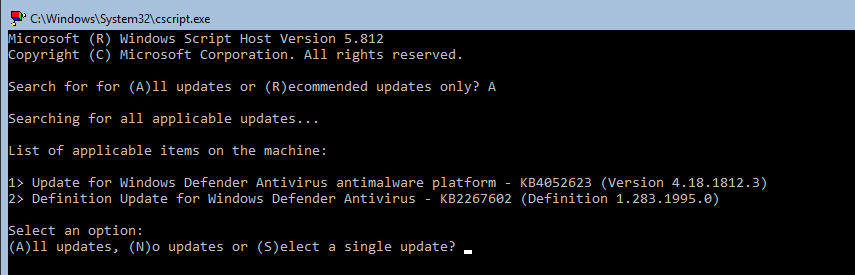 C:\Windows\System32\cscript.exe
Microsoft (R) Windows Script Host Version 5.812
Copyright (C) Microsoft Corporation. All rights reserved.
Search for for (A)ll updates or (R)ecommended updates only? A
Searching for all applicable updates...
List of applicable items on the machine:
1> Update for Windows Defender Antivirus antimalware platform - KB4052623 (Version 4.18.1812.3)
2> Definition Update for Windows Defender Antivirus - KB2267602 (Definition 1.283.1995.0)
Select an option:
(A)ll updates, (N)o updates or (S)elect a single update?